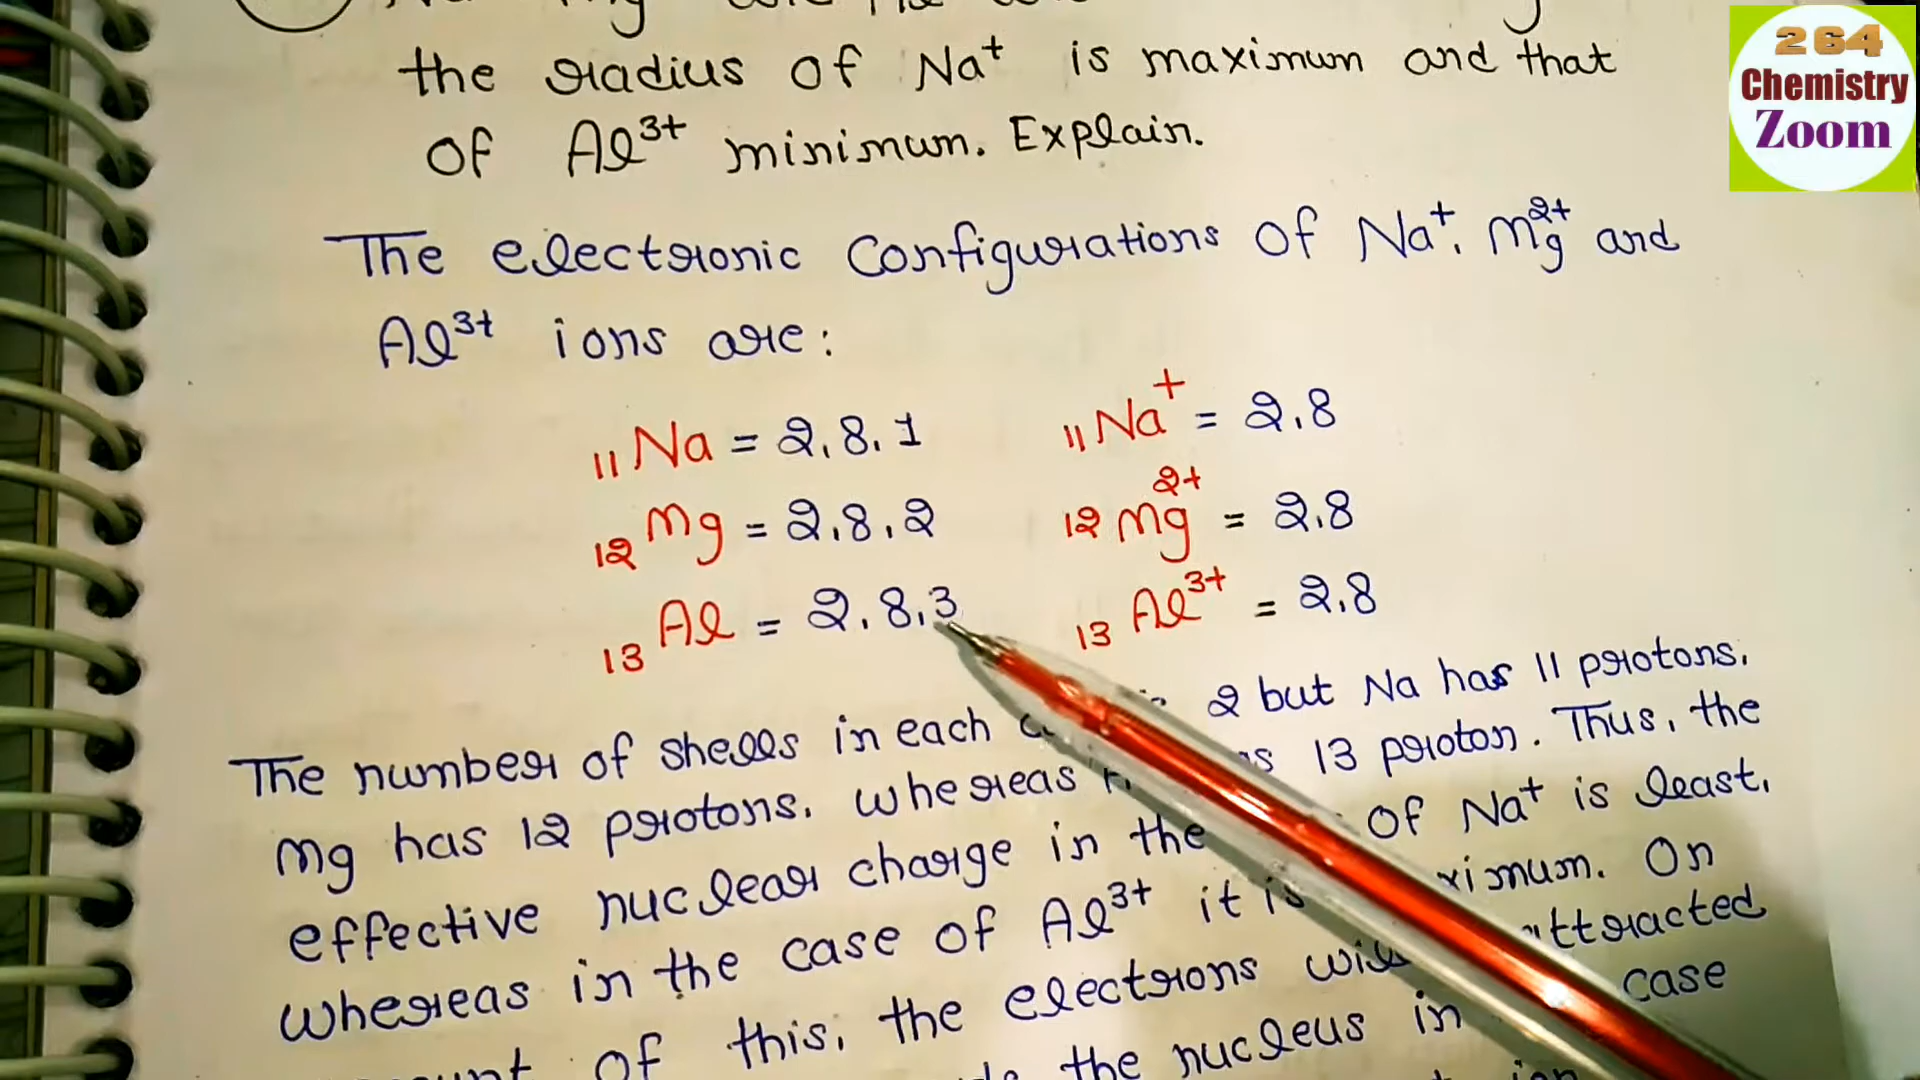 the radius of Na⁺ is maximum and that
of Al³⁺ minimum. Explain.
The electronic configurations of Na⁺, Mg²⁺ and
Al³⁺ ions are:
₁₁Na = 2,8,1 ₁₁Na⁺ = 2,8
₁₂Mg = 2,8,2 ₁₂Mg²⁺ = 2,8
₁₃Al = 2,8,3 ₁₃Al³⁺ = 2,8
The number of shells in each 2 but Na has 11 protons,
Mg has 12 protons, whereas 13 proton. Thus, the
effective nuclear charge in the of Na⁺ is least,
whereas in the case of Al³⁺ it is On
of this, the electrons will
the nucleus in case
264
Chemistry
Zoom